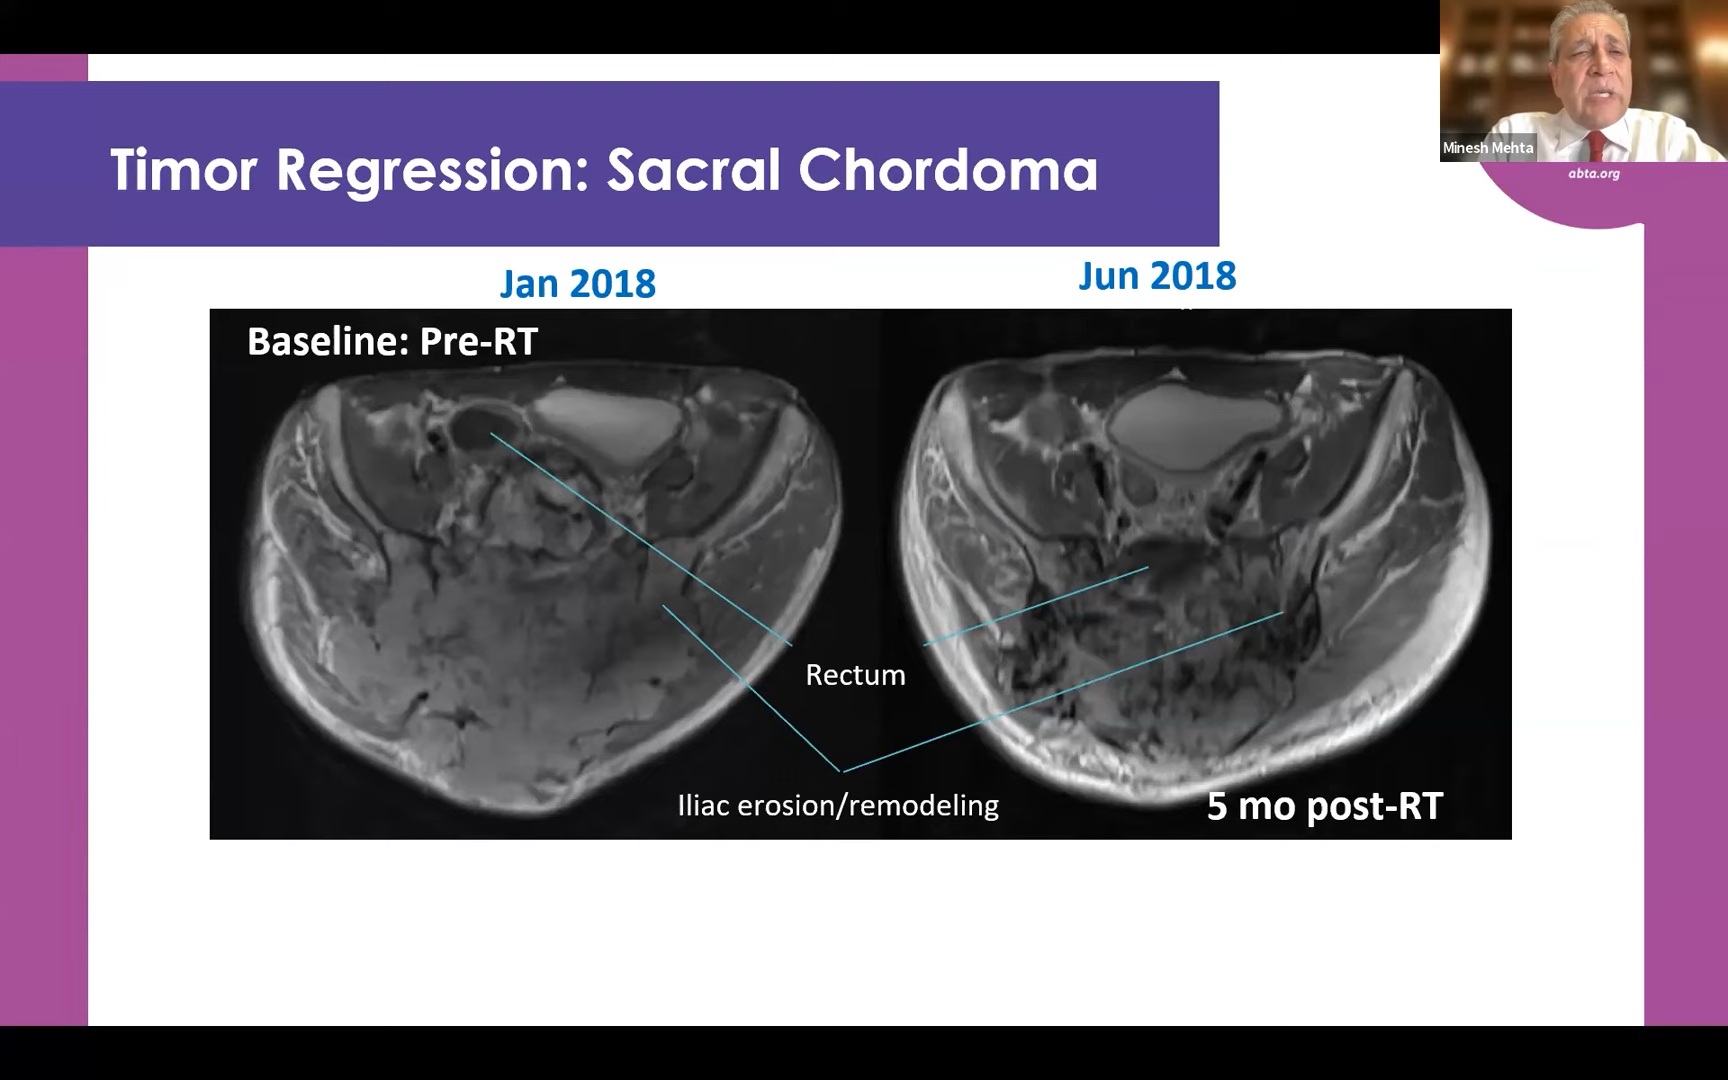 Minesh Mehta
abta.org
Timor Regression: Sacral Chordoma
Jan 2018
Jun 2018
Baseline: Pre-RT
Rectum
Iliac erosion/remodeling
5 mo post-RT